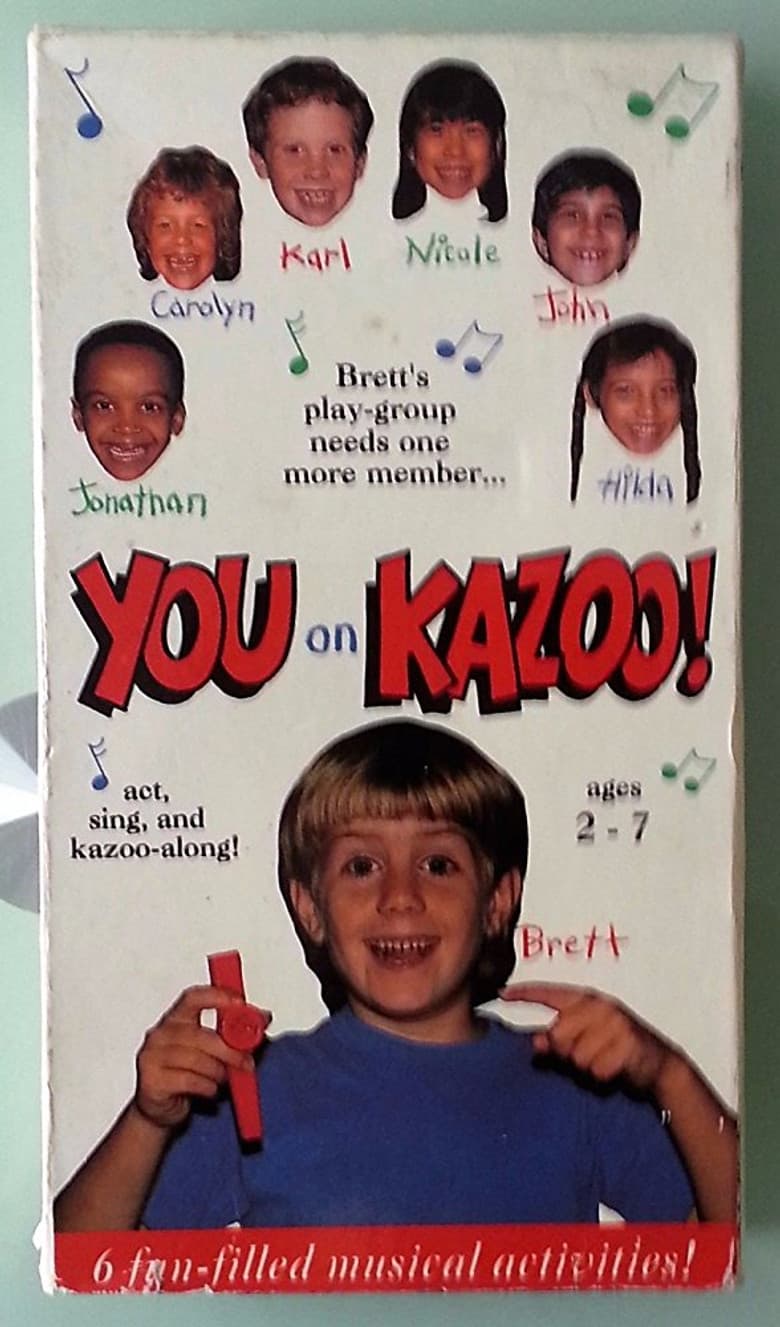 Karl
Nicole
Carolyn
John
Brett's
play-group
needs one
more member...
Jonathan
Hilda
YOU on KAZOO!
act,
sing, and
kazoo-along!
ages
2 - 7
Brett
6 fun-filled musical activities!